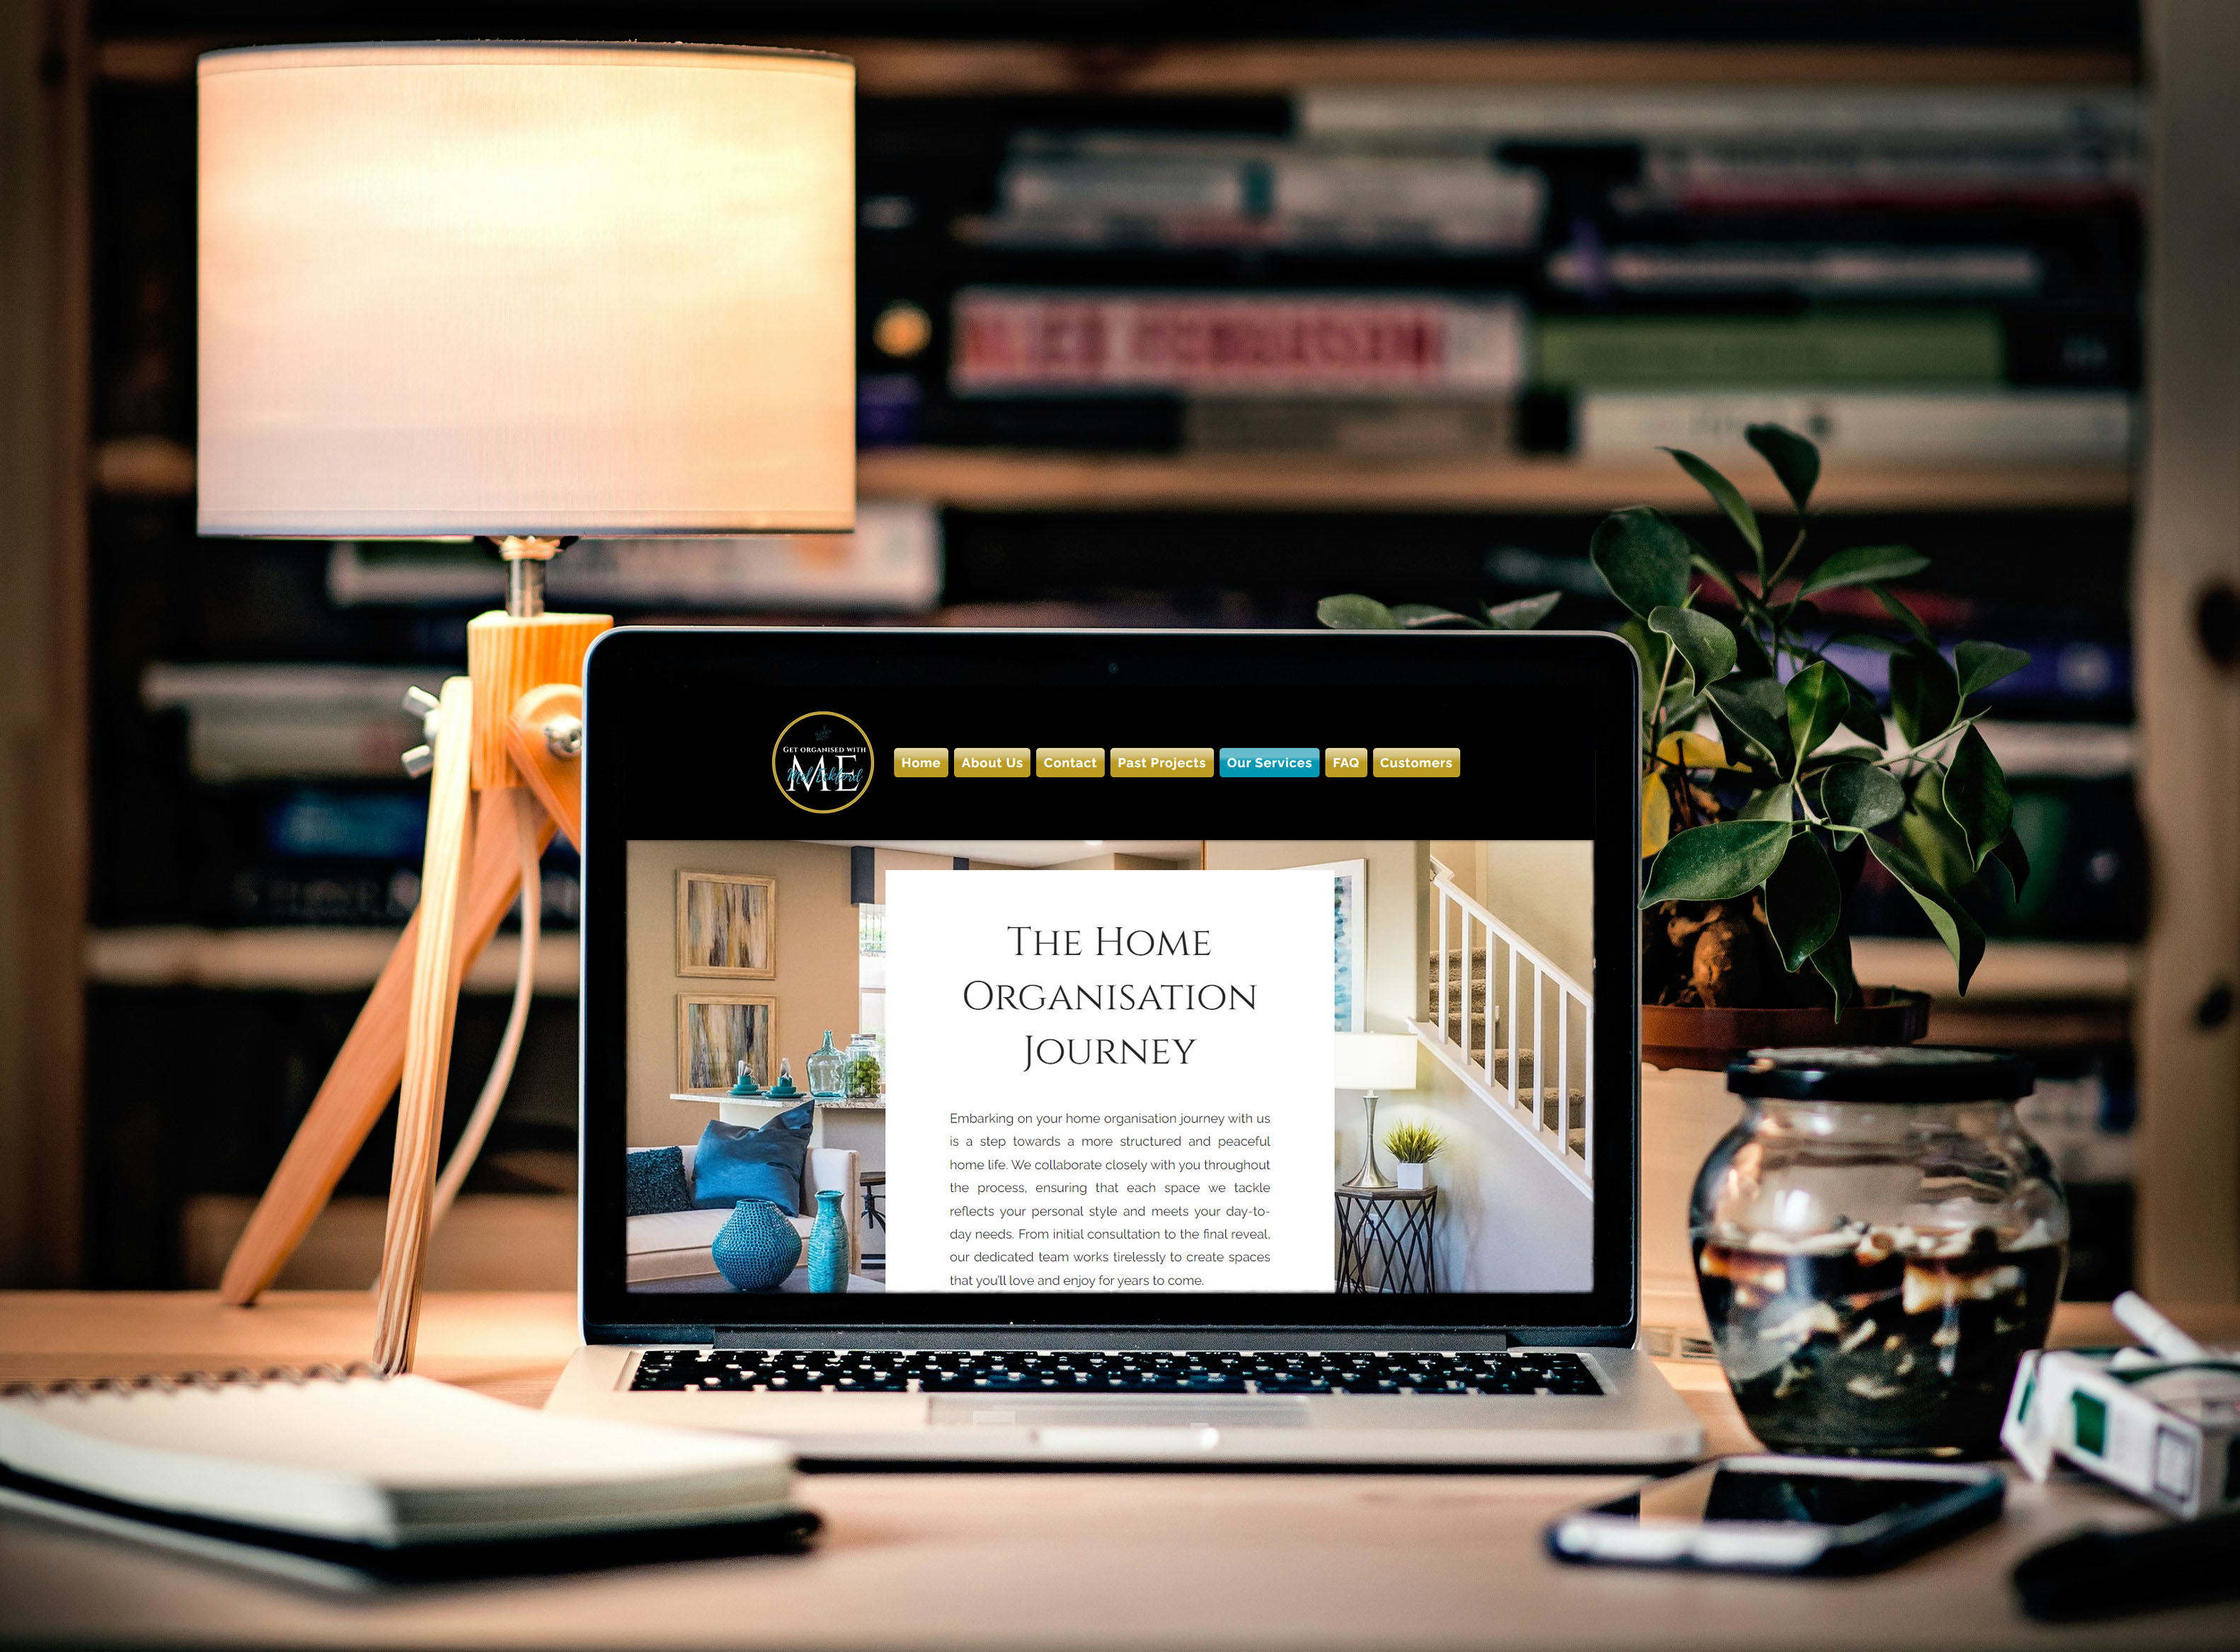 GET ORGANISED WITH
ME
Mel Eckford
Home
About Us
Contact
Past Projects
Our Services
FAQ
Customers
THE HOME
ORGANISATION
JOURNEY
Embarking on your home organisation journey with us
is a step towards a more structured and peaceful
home life. We collaborate closely with you throughout
the process, ensuring that each space we tackle
reflects your personal style and meets your day-to-
day needs. From initial consultation to the final reveal,
our dedicated team works tirelessly to create spaces
that you'll love and enjoy for years to come.